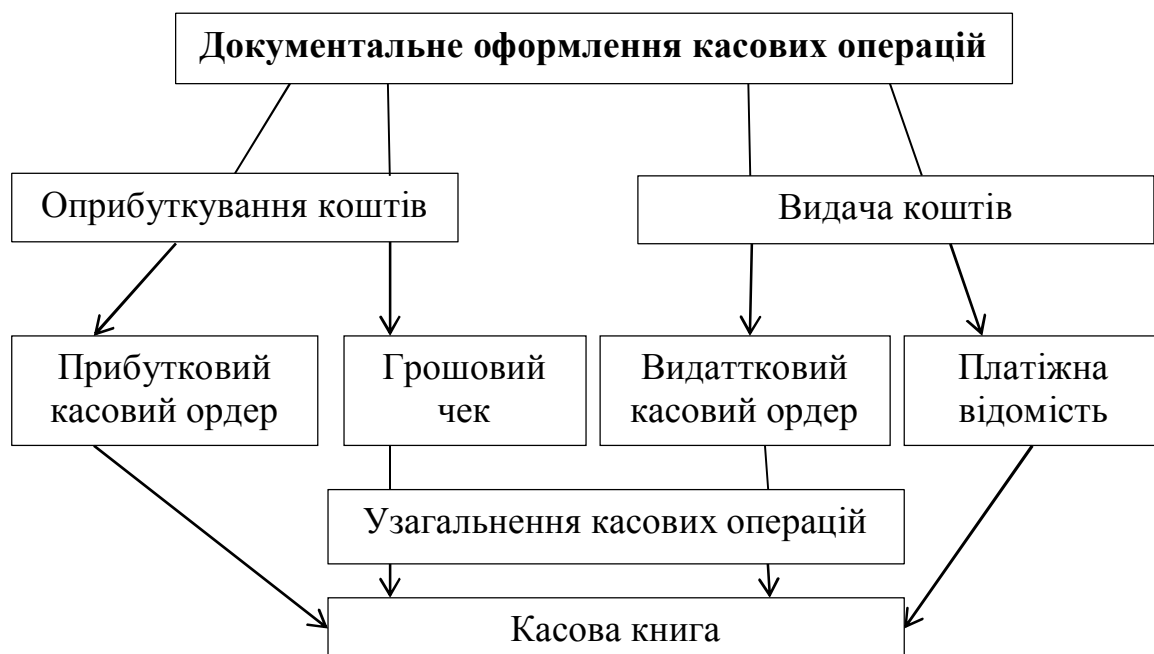 Документальне оформлення касових операцій
Оприбуткування коштів
Видача коштів
Прибутковий
касовий ордер
Грошовий
чек
Видаттковий
касовий ордер
Платіжна
відомість
Узагальнення касових операцій
Касова книга